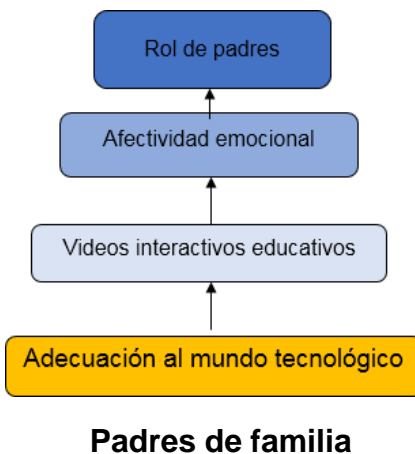 Rol de padres
Afectividad emocional
Videos interactivos educativos
Adecuación al mundo tecnológico
Padres de familia